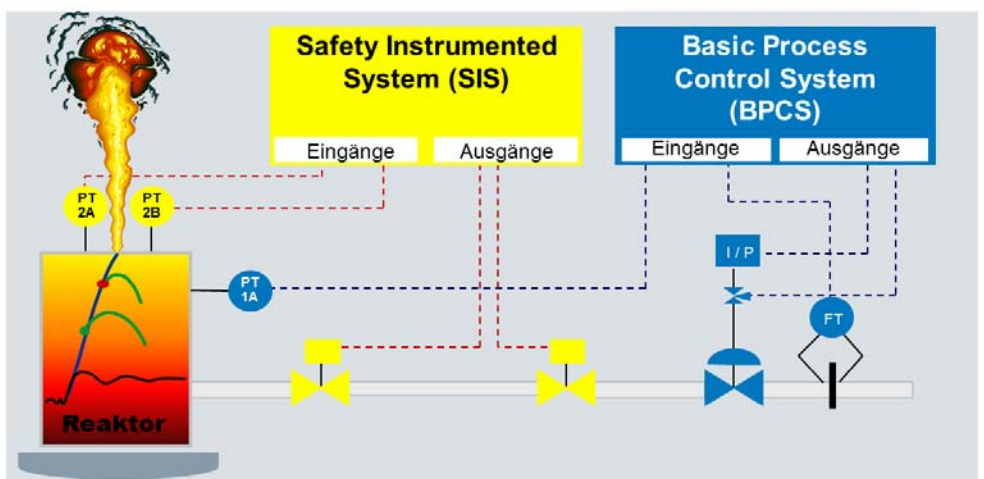 Safety Instrumented
System (SIS)
Eingänge
Ausgänge
Basic Process
Control System
(BPCS)
Eingänge
Ausgänge
PT
2A
PT
2B
PT
1A
I / P
FT
Reaktor